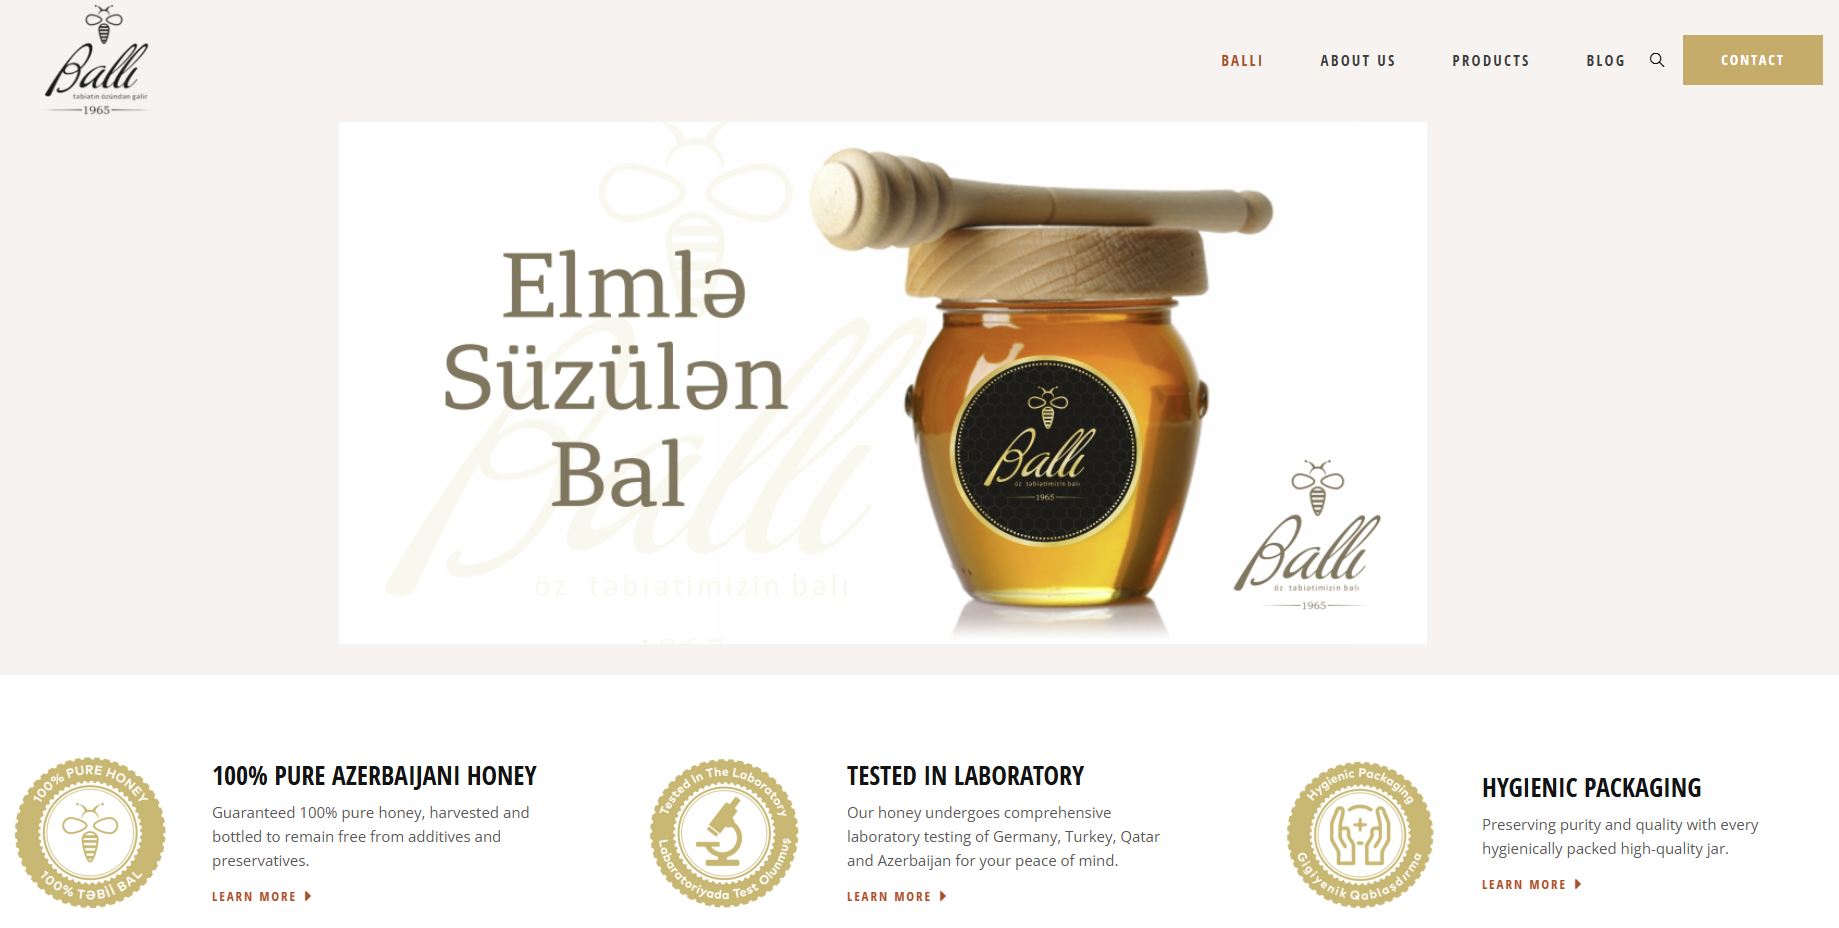 Ballı
təbiətin özündən gəlir
1965
BALLI
ABOUT US
PRODUCTS
BLOG
CONTACT
Elmlə
Süzülən
Bal
Ballı
öz təbiətimizin balı
1965
Ballı
öz təbiətimizin balı
1965
Ballı
öz təbiətimizin balı
1965
100% PURE HONEY
100% TƏBİİ BAL
100% PURE AZERBAIJANI HONEY
Guaranteed 100% pure honey, harvested and
bottled to remain free from additives and
preservatives.
LEARN MORE
Tested In The Laboratory
Labaratoriyada Test Olunmuş
TESTED IN LABORATORY
Our honey undergoes comprehensive
laboratory testing of Germany, Turkey, Qatar
and Azerbaijan for your peace of mind.
LEARN MORE
Hygienic Packaging
Gigiyenik Qablaşdırma
HYGIENIC PACKAGING
Preserving purity and quality with every
hygienically packed high-quality jar.
LEARN MORE